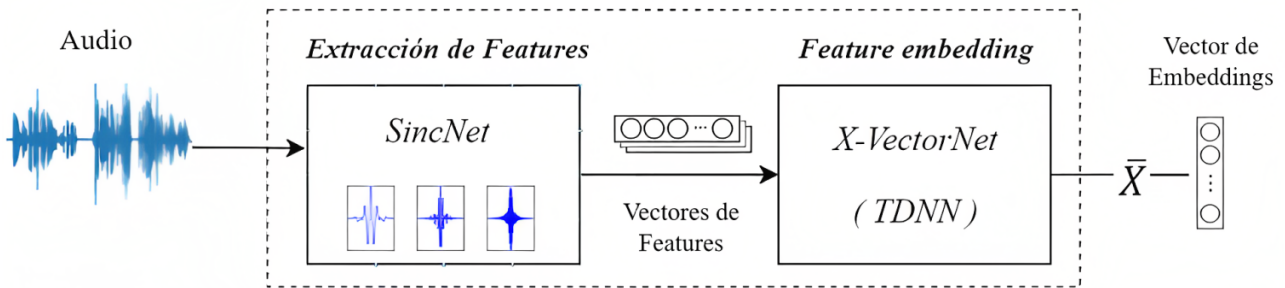 Audio
Extracción de Features
SincNet
Vectores de
Features
Feature embedding
X-VectorNet
( TDNN )
X̄
Vector de
Embeddings